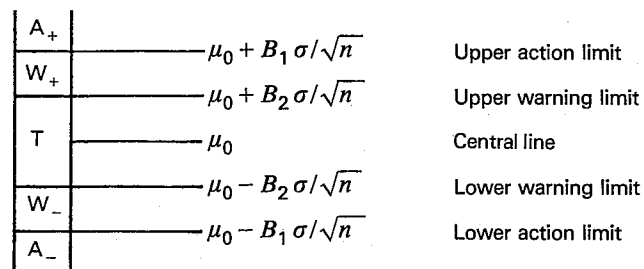 A₊
μ₀ + B₁ σ/√n Upper action limit
W₊
μ₀ + B₂ σ/√n Upper warning limit
T μ₀ Central line
μ₀ − B₂ σ/√n Lower warning limit
W₋
μ₀ − B₁ σ/√n Lower action limit
A₋